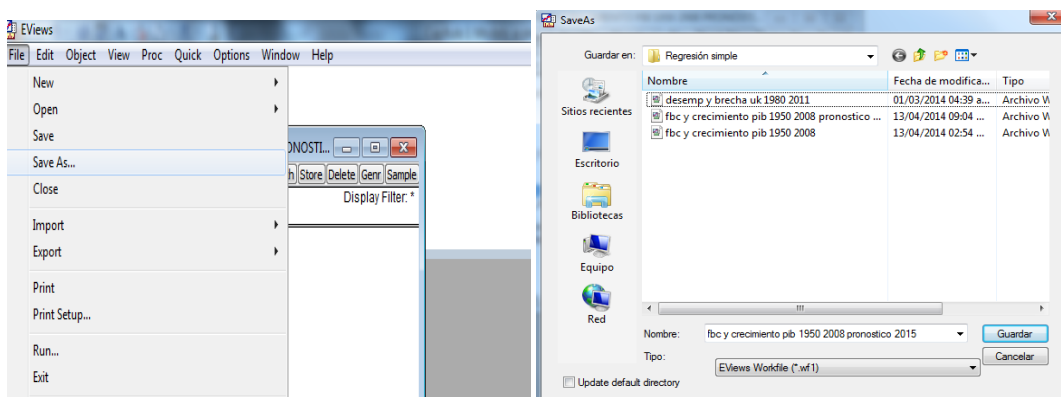 EViews
File Edit Object View Proc Quick Options Window Help
New
Open
Save
Save As...
Close
Import
Export
Print
Print Setup...
Run...
Exit
NOSTI...
h Store Delete Genr Sample
Display Filter: *
SaveAs
Guardar en: Regresión simple
Nombre Fecha de modifica... Tipo
desemp y brecha uk 1980 2011 01/03/2014 04:39 a... Archivo W
fbc y crecimiento pib 1950 2008 pronostico ... 13/04/2014 09:04 ... Archivo W
fbc y crecimiento pib 1950 2008 13/04/2014 02:54 ... Archivo W
Sitios recientes
Escritorio
Bibliotecas
Equipo
Red
Nombre: fbc y crecimiento pib 1950 2008 pronostico 2015 Guardar
Tipo: EViews Workfile (*.wf1) Cancelar
Update default directory